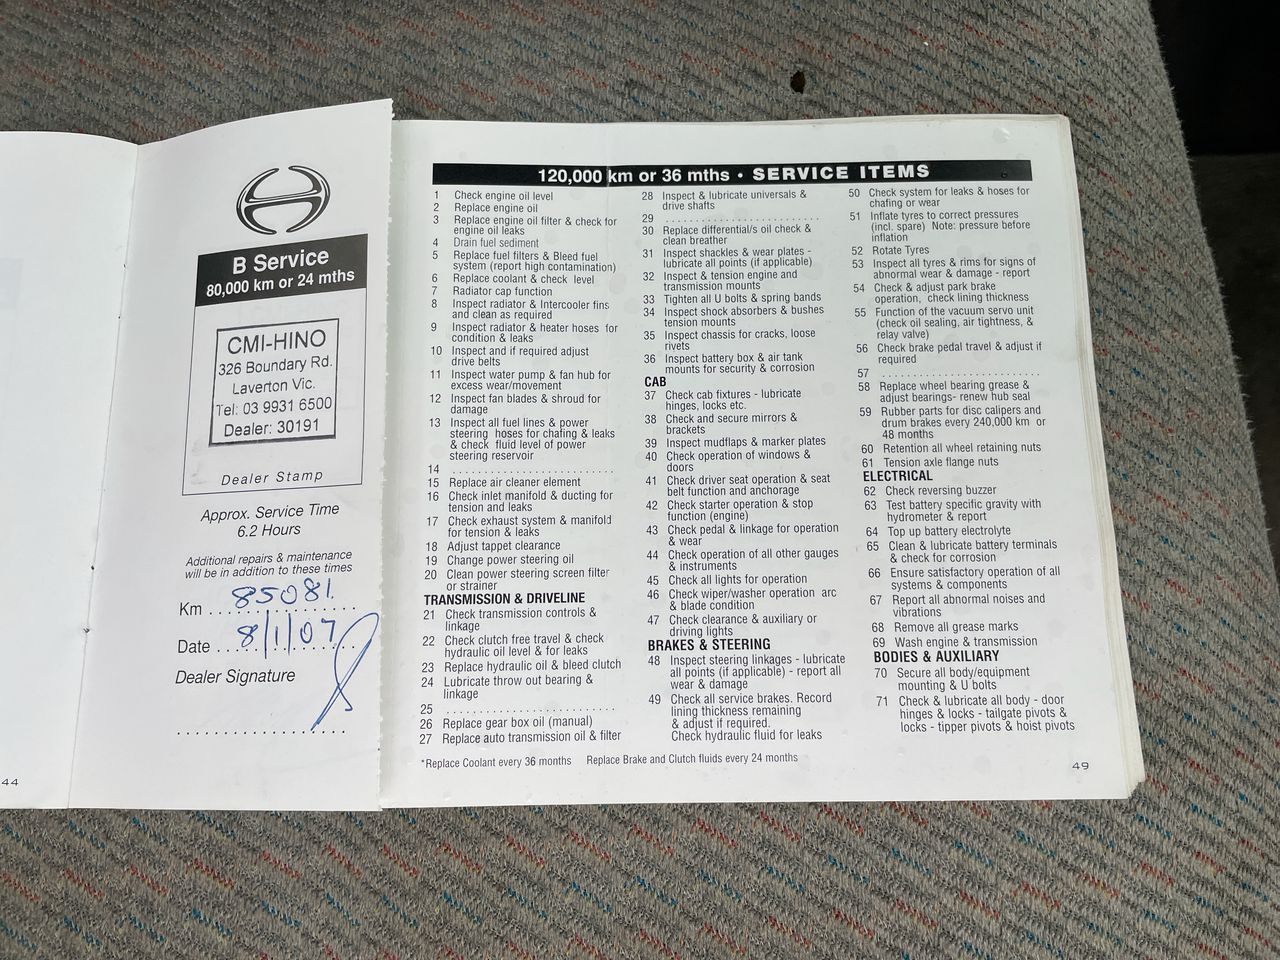 B Service
80,000 km or 24 mths
CMI-HINO
326 Boundary Rd.
Laverton Vic.
Tel: 03 9931 6500
Dealer: 30191
Dealer Stamp
Approx. Service Time
6.2 Hours
Additional repairs & maintenance
will be in addition to these times
Km 85081
Date 8/1/07
Dealer Signature
44
120,000 km or 36 mths • SERVICE ITEMS
1 Check engine oil level
2 Replace engine oil
3 Replace engine oil filter & check for
engine oil leaks
4 Drain fuel sediment
5 Replace fuel filters & Bleed fuel
system (report high contamination)
6 Replace coolant & check level
7 Radiator cap function
8 Inspect radiator & Intercooler fins
and clean as required
9 Inspect radiator & heater hoses for
condition & leaks
10 Inspect and if required adjust
drive belts
11 Inspect water pump & fan hub for
excess wear/movement
12 Inspect fan blades & shroud for
damage
13 Inspect all fuel lines & power
steering hoses for chafing & leaks
& check fluid level of power
steering reservoir
14 ..............................
15 Replace air cleaner element
16 Check inlet manifold & ducting for
tension and leaks
17 Check exhaust system & manifold
for tension & leaks
18 Adjust tappet clearance
19 Change power steering oil
20 Clean power steering screen filter
or strainer
TRANSMISSION & DRIVELINE
21 Check transmission controls &
linkage
22 Check clutch free travel & check
hydraulic oil level & for leaks
23 Replace hydraulic oil & bleed clutch
24 Lubricate throw out bearing &
linkage
25 ..............................
26 Replace gear box oil (manual)
27 Replace auto transmission oil & filter
28 Inspect & lubricate universals &
drive shafts
29 ..............................
30 Replace differential/s oil check &
clean breather
31 Inspect shackles & wear plates -
lubricate all points (if applicable)
32 Inspect & tension engine and
transmission mounts
33 Tighten all U bolts & spring bands
34 Inspect shock absorbers & bushes
tension mounts
35 Inspect chassis for cracks, loose
rivets
36 Inspect battery box & air tank
mounts for security & corrosion
CAB
37 Check cab fixtures - lubricate
hinges, locks etc.
38 Check and secure mirrors &
brackets
39 Inspect mudflaps & marker plates
40 Check operation of windows &
doors
41 Check driver seat operation & seat
belt function and anchorage
42 Check starter operation & stop
function (engine)
43 Check pedal & linkage for operation
& wear
44 Check operation of all other gauges
& instruments
45 Check all lights for operation
46 Check wiper/washer operation arc
& blade condition
47 Check clearance & auxiliary or
driving lights
BRAKES & STEERING
48 Inspect steering linkages - lubricate
all points (if applicable) - report all
wear & damage
49 Check all service brakes. Record
lining thickness remaining
& adjust if required.
Check hydraulic fluid for leaks
50 Check system for leaks & hoses for
chafing or wear
51 Inflate tyres to correct pressures
(incl. spare) Note: pressure before
inflation
52 Rotate Tyres
53 Inspect all tyres & rims for signs of
abnormal wear & damage - report
54 Check & adjust park brake
operation, check lining thickness
55 Function of the vacuum servo unit
(check oil sealing, air tightness, &
relay valve)
56 Check brake pedal travel & adjust if
required
57 ..............................
58 Replace wheel bearing grease &
adjust bearings- renew hub seal
59 Rubber parts for disc calipers and
drum brakes every 240,000 km or
48 months
60 Retention all wheel retaining nuts
61 Tension axle flange nuts
ELECTRICAL
62 Check reversing buzzer
63 Test battery specific gravity with
hydrometer & report
64 Top up battery electrolyte
65 Clean & lubricate battery terminals
& check for corrosion
66 Ensure satisfactory operation of all
systems & components
67 Report all abnormal noises and
vibrations
68 Remove all grease marks
69 Wash engine & transmission
BODIES & AUXILIARY
70 Secure all body/equipment
mounting & U bolts
71 Check & lubricate all body - door
hinges & locks - tailgate pivots &
locks - tipper pivots & hoist pivots
*Replace Coolant every 36 months Replace Brake and Clutch fluids every 24 months
49